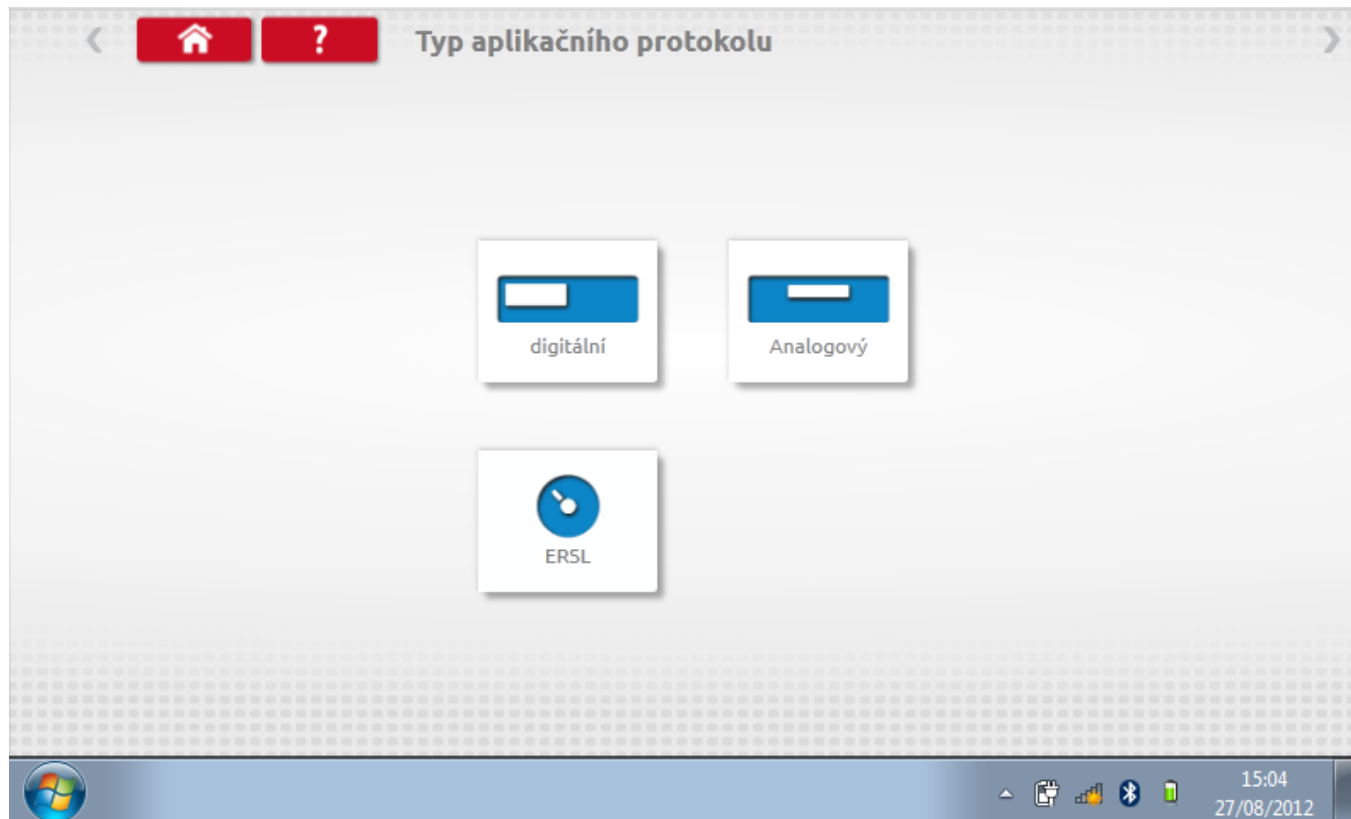 ? Typ aplikačního protokolu
digitální
Analogový
ERSL
15:04
27/08/2012